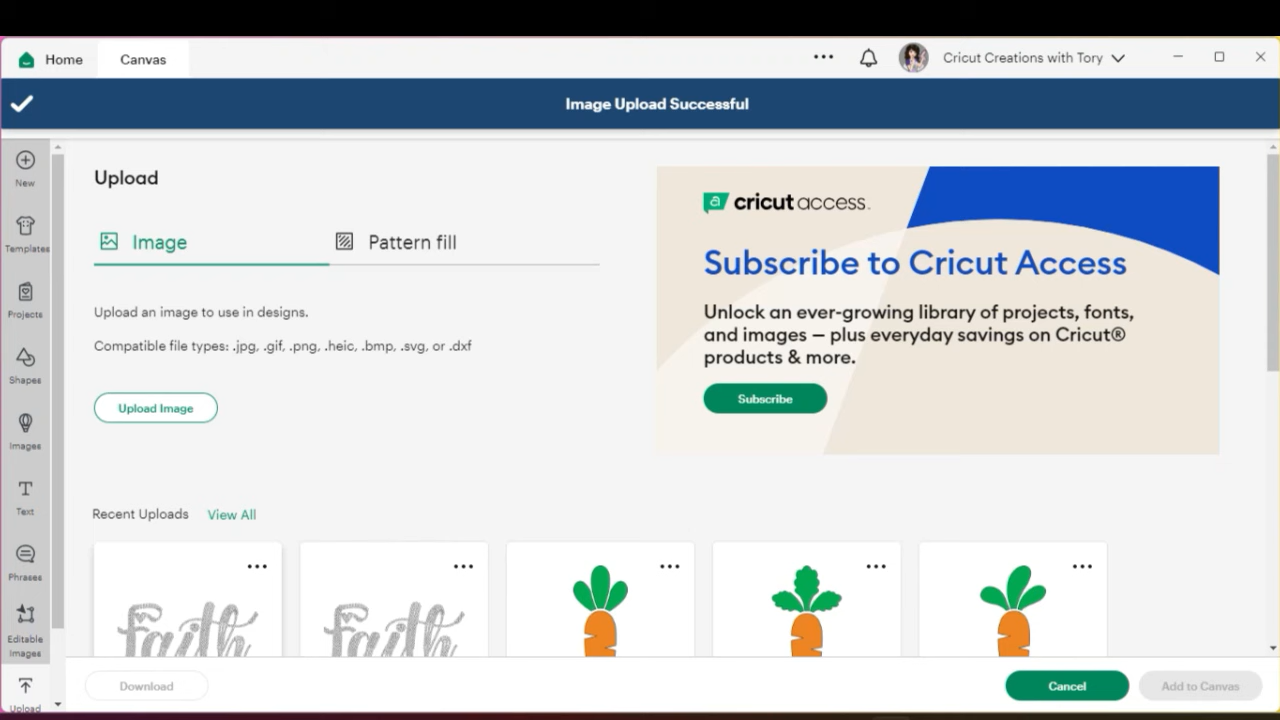 Home
Canvas
Cricut Creations with Tory
Image Upload Successful
New
Templates
Projects
Shapes
Images
Text
Phrases
Editable
Images
Upload
Upload
Image
Pattern fill
Upload an image to use in designs.
Compatible file types: .jpg, .gif, .png, .heic, .bmp, .svg, or .dxf
Upload Image
a cricut access.
Subscribe to Cricut Access
Unlock an ever-growing library of projects, fonts,
and images — plus everyday savings on Cricut®
products & more.
Subscribe
Recent Uploads View All
faith
faith
Download
Cancel
Add to Canvas